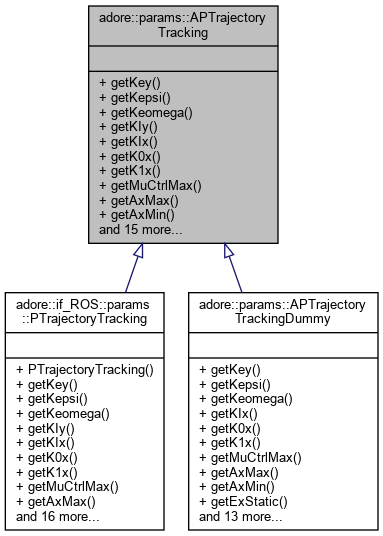 adore::params::APTrajectory
Tracking
+ getKey()
+ getKepsi()
+ getKeomega()
+ getKIy()
+ getKIx()
+ getK0x()
+ getK1x()
+ getMuCtrlMax()
+ getAxMax()
+ getAxMin()
and 15 more...
adore::if_ROS::params
::PTrajectoryTracking
+ PTrajectoryTracking()
+ getKey()
+ getKepsi()
+ getKeomega()
+ getKIy()
+ getKIx()
+ getK0x()
+ getK1x()
+ getMuCtrlMax()
+ getAxMax()
and 16 more...
adore::params::APTrajectory
TrackingDummy
+ getKey()
+ getKepsi()
+ getKeomega()
+ getKIx()
+ getK0x()
+ getK1x()
+ getMuCtrlMax()
+ getAxMax()
+ getAxMin()
+ getExStatic()
and 13 more...